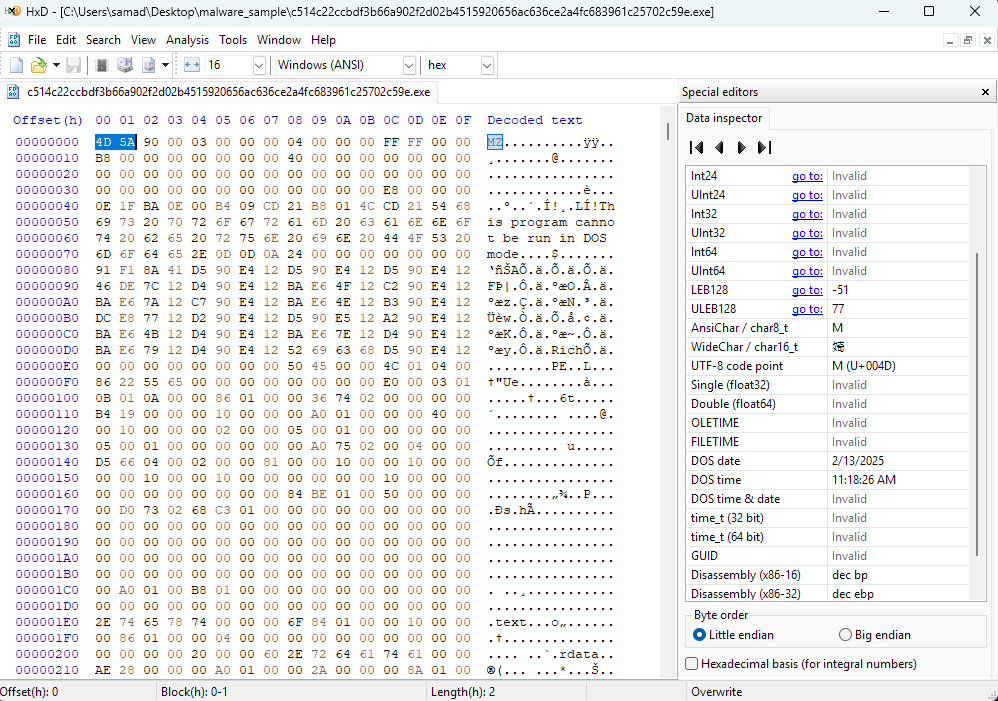 HxD - [C:\Users\samad\Desktop\malware_sample\c514c22ccbdf3b66a902f2d02b4515920656ac636ce2a4fc683961c25702c59e.exe]
File Edit Search View Analysis Tools Window Help
16 Windows (ANSI) hex
c514c22ccbdf3b66a902f2d02b4515920656ac636ce2a4fc683961c25702c59e.exe
Offset(h) 00 01 02 03 04 05 06 07 08 09 0A 0B 0C 0D 0E 0F Decoded text
00000000 4D 5A 90 00 03 00 00 00 04 00 00 00 FF FF 00 00 MZ..........ÿÿ..
00000010 B8 00 00 00 00 00 00 00 40 00 00 00 00 00 00 00 ¸.......@.......
00000020 00 00 00 00 00 00 00 00 00 00 00 00 00 00 00 00 ................
00000030 00 00 00 00 00 00 00 00 00 00 00 00 E8 00 00 00 ............è...
00000040 0E 1F BA 0E 00 B4 09 CD 21 B8 01 4C CD 21 54 68 ..º..´.Í!¸.LÍ!Th
00000050 69 73 20 70 72 6F 67 72 61 6D 20 63 61 6E 6E 6F is program canno
00000060 74 20 62 65 20 72 75 6E 20 69 6E 20 44 4F 53 20 t be run in DOS
00000070 6D 6F 64 65 2E 0D 0D 0A 24 00 00 00 00 00 00 00 mode....$.......
00000080 91 F1 8A 41 D5 90 E4 12 D5 90 E4 12 D5 90 E4 12 ‘ñŠAÕ.ä.Õ.ä.Õ.ä.
00000090 46 DE 7C 12 D4 90 E4 12 BA E6 4F 12 C2 90 E4 12 FÞ|.Ô.ä.ºæO.Â.ä.
000000A0 BA E6 7A 12 C7 90 E4 12 BA E6 4E 12 B3 90 E4 12 ºæz.Ç.ä.ºæN.³.ä.
000000B0 DC E8 77 12 D2 90 E4 12 D5 90 E5 12 A2 90 E4 12 Üèw.Ò.ä.Õ.å.¢.ä.
000000C0 BA E6 4B 12 D4 90 E4 12 BA E6 7E 12 D4 90 E4 12 ºæK.Ô.ä.ºæ~.Ô.ä.
000000D0 BA E6 79 12 D4 90 E4 12 52 69 63 68 D5 90 E4 12 ºæy.Ô.ä.RichÕ.ä.
000000E0 00 00 00 00 00 00 00 00 50 45 00 00 4C 01 04 00 ........PE..L...
000000F0 86 22 55 65 00 00 00 00 00 00 00 00 E0 00 03 01 †"Ue........à...
00000100 0B 01 0A 00 00 86 01 00 00 36 74 02 00 00 00 00 .....†...6t.....
00000110 B4 19 00 00 00 10 00 00 00 A0 01 00 00 00 40 00 ´........ ....@.
00000120 00 10 00 00 00 02 00 00 05 00 01 00 00 00 00 00 ................
00000130 05 00 01 00 00 00 00 00 00 A0 75 02 00 04 00 00 ......... u.....
00000140 D5 66 04 00 02 00 00 81 00 00 10 00 00 10 00 00 Õf..............
00000150 00 00 10 00 00 10 00 00 00 00 00 00 10 00 00 00 ................
00000160 00 00 00 00 00 00 00 00 84 BE 01 00 50 00 00 00 ........„¾..P...
00000170 00 D0 73 02 68 C3 01 00 00 00 00 00 00 00 00 00 .Ðs.hÃ..........
00000180 00 00 00 00 00 00 00 00 00 00 00 00 00 00 00 00 ................
00000190 00 00 00 00 00 00 00 00 00 00 00 00 00 00 00 00 ................
000001A0 00 00 00 00 00 00 00 00 00 00 00 00 00 00 00 00 ................
000001B0 00 00 00 00 00 00 00 00 00 00 00 00 00 00 00 00 ................
000001C0 00 A0 01 00 B8 01 00 00 00 00 00 00 00 00 00 00 . ..¸...........
000001D0 00 00 00 00 00 00 00 00 00 00 00 00 00 00 00 00 ................
000001E0 2E 74 65 78 74 00 00 00 6F 84 01 00 00 10 00 00 .text...o„......
000001F0 00 86 01 00 00 04 00 00 00 00 00 00 00 00 00 00 .†..............
00000200 00 00 00 00 20 00 00 60 2E 72 64 61 74 61 00 00 .... ..`.rdata..
00000210 AE 28 00 00 00 A0 01 00 00 2A 00 00 00 8A 01 00 ®(... ...*...Š..
Special editors
Data inspector
Int24 go to: Invalid
UInt24 go to: Invalid
Int32 go to: Invalid
UInt32 go to: Invalid
Int64 go to: Invalid
UInt64 go to: Invalid
LEB128 go to: -51
ULEB128 go to: 77
AnsiChar / char8_t M
WideChar / char16_t 婍
UTF-8 code point M (U+004D)
Single (float32) Invalid
Double (float64) Invalid
OLETIME Invalid
FILETIME Invalid
DOS date 2/13/2025
DOS time 11:18:26 AM
DOS time & date Invalid
time_t (32 bit) Invalid
time_t (64 bit) Invalid
GUID Invalid
Disassembly (x86-16) dec bp
Disassembly (x86-32) dec ebp
Byte order
Little endian Big endian
Hexadecimal basis (for integral numbers)
Offset(h): 0 Block(h): 0-1 Length(h): 2 Overwrite